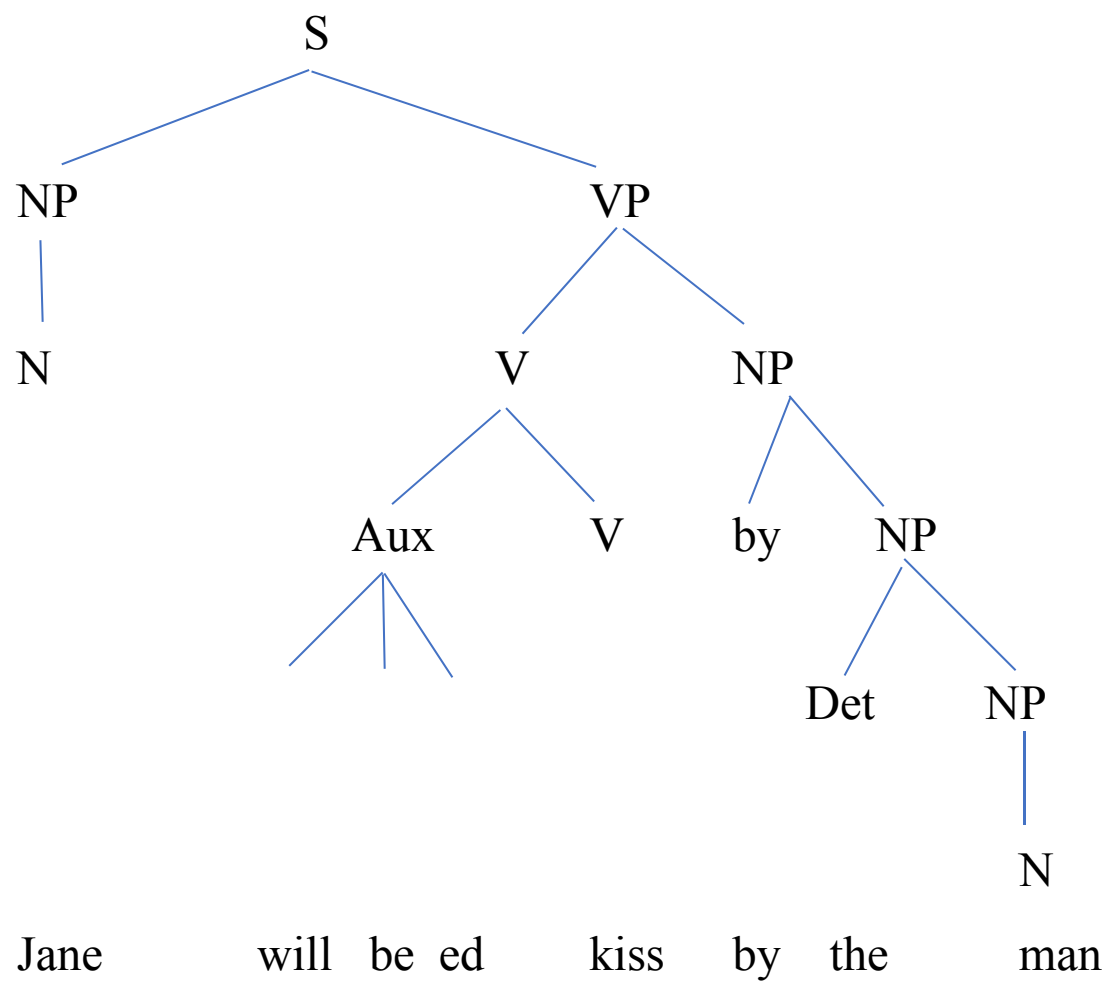 S
NP VP
N V NP
Aux V by NP
Det NP
N
Jane will be ed kiss by the man